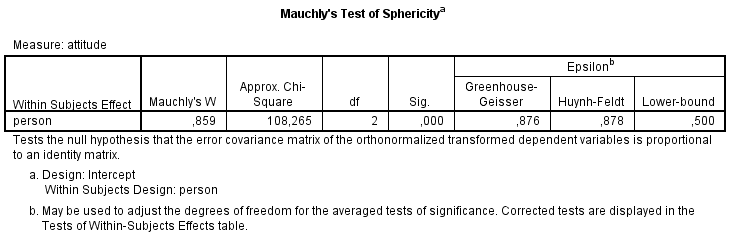 Mauchly's Test of Sphericitya
Measure: attitude
Epsilonb
Within Subjects Effect Mauchly's W Approx. Chi-Square df Sig. Greenhouse-Geisser Huynh-Feldt Lower-bound
person ,859 108,265 2 ,000 ,876 ,878 ,500
Tests the null hypothesis that the error covariance matrix of the orthonormalized transformed dependent variables is proportional
to an identity matrix.
a. Design: Intercept
Within Subjects Design: person
b. May be used to adjust the degrees of freedom for the averaged tests of significance. Corrected tests are displayed in the
Tests of Within-Subjects Effects table.